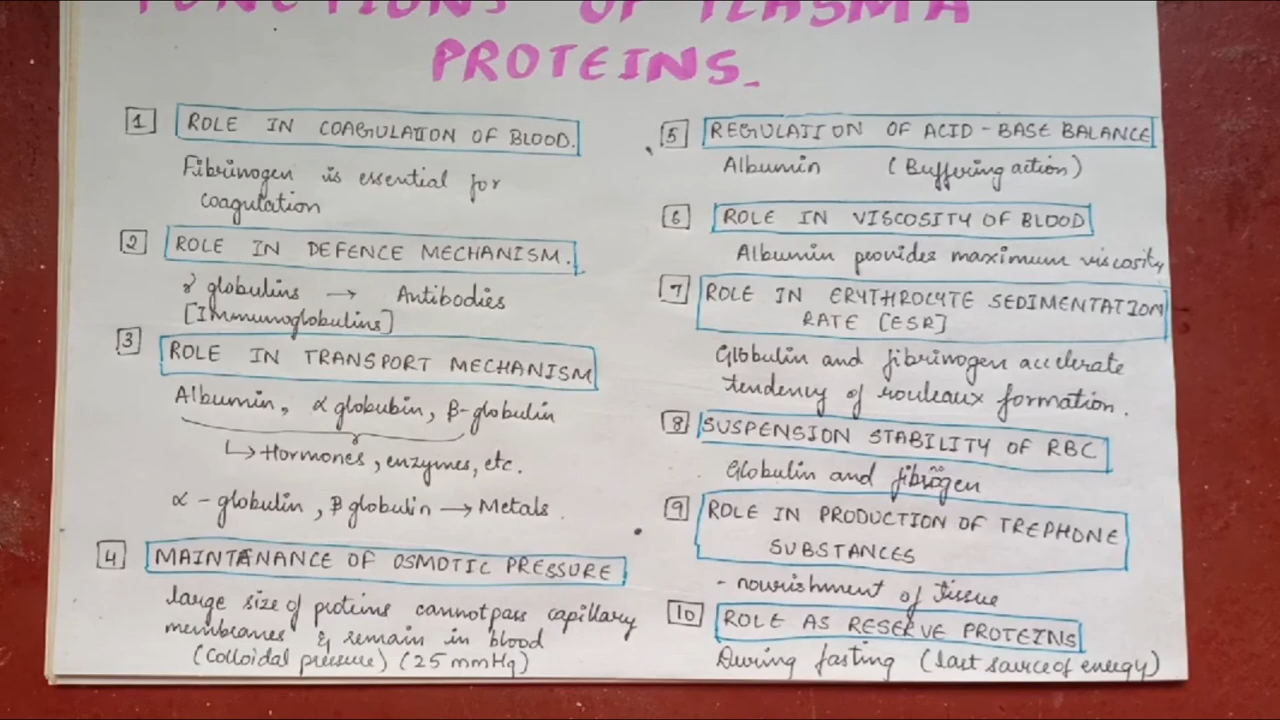 FUNCTIONS OF PLASMA
PROTEINS.
1 ROLE IN COAGULATION OF BLOOD.
Fibrinogen is essential for
coagulation
2 ROLE IN DEFENCE MECHANISM.
γ globulins → Antibodies
[Immunoglobulins]
3 ROLE IN TRANSPORT MECHANISM
Albumin, α globubin, β-globulin
↳ Hormones, enzymes, etc.
α - globulin, β globulin → Metals.
4 MAINTANANCE OF OSMOTIC PRESSURE
large size of proteins cannot pass capillary
membranes & remain in blood
(Colloidal pressure) (25 mmHg)
5 REGULATION OF ACID-BASE BALANCE
Albumin (Buffering action)
6 ROLE IN VISCOSITY OF BLOOD
Albumin provides maximum viscosity
7 ROLE IN ERYTHROLYTE SEDIMENTATION
RATE [ESR]
Globulin and fibrinogen accelerate
tendency of rouleaux formation.
8 SUSPENSION STABILITY OF RBC
Globulin and fibrogen
9 ROLE IN PRODUCTION OF TREPHONE
SUBSTANCES
- nourishment of tissue
10 ROLE AS RESERVE PROTEINS
During fasting (last source of energy)